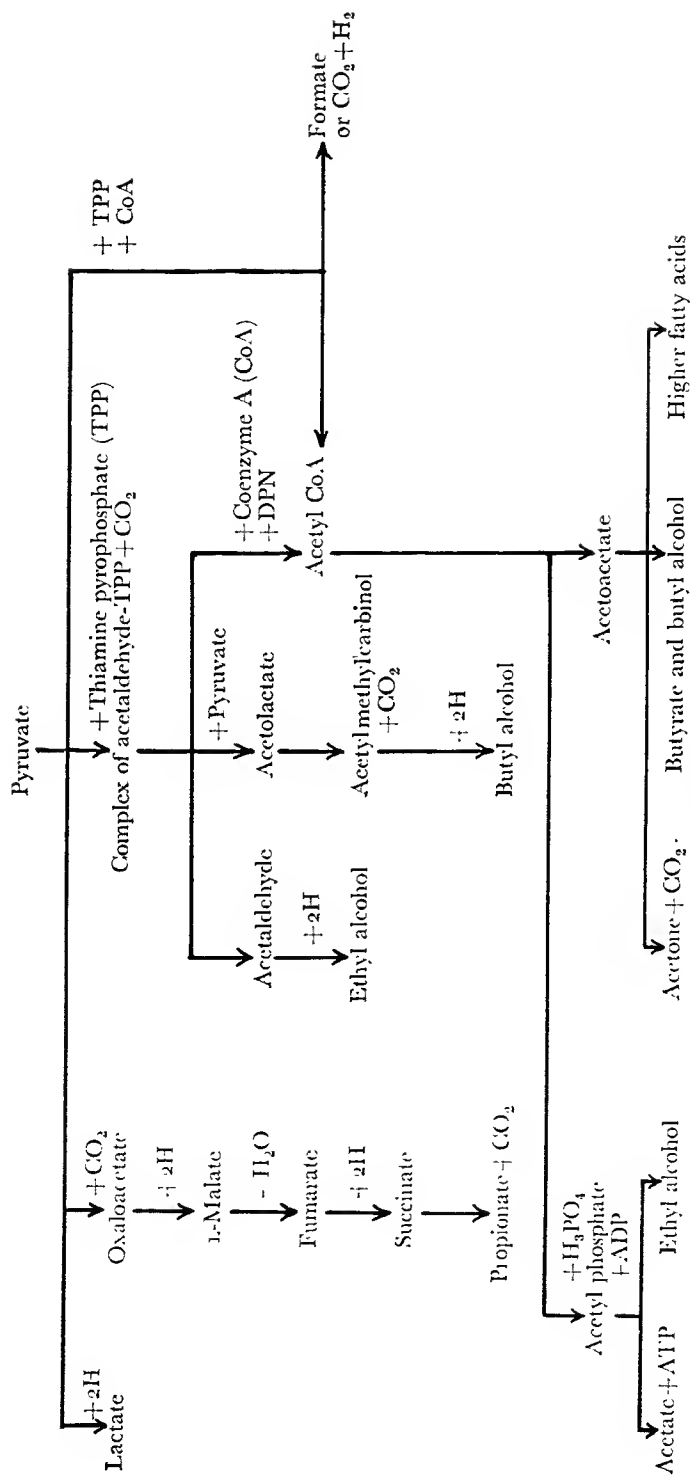 Pyruvate
+2H
Lactate
+CO₂
Oxaloacetate
+2H
L-Malate
- H₂O
Fumarate
+2H
Succinate
Propionate+CO₂
+Thiamine pyrophosphate (TPP)
Complex of acetaldehyde-TPP+CO₂
+ TPP
+ CoA
Acetaldehyde
+2H
Ethyl alcohol
+Pyruvate
Acetolactate
Acetyl methyl carbinol
+CO₂
+2H
Butyl alcohol
+Coenzyme A (CoA)
+DPN
Acetyl CoA
Formate
or CO₂+H₂
+H₃PO₄
Acetyl phosphate
+ADP
Acetate+ATP
Ethyl alcohol
Acetoacetate
Acetone+CO₂.
Butyrate and butyl alcohol
Higher fatty acids